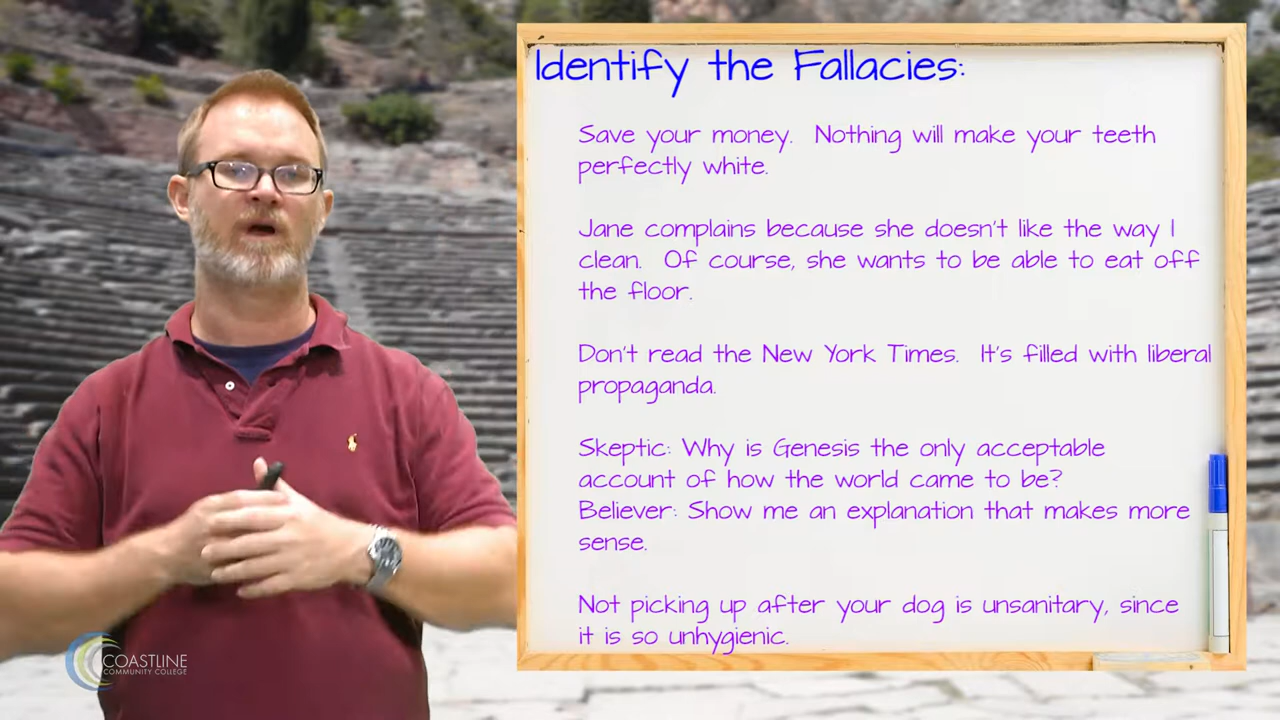 Identify the Fallacies:
Save your money. Nothing will make your teeth
perfectly white.
Jane complains because she doesn't like the way I
clean. Of course, she wants to be able to eat off
the floor.
Don't read the New York Times. It's filled with liberal
propaganda.
Skeptic: Why is Genesis the only acceptable
account of how the world came to be?
Believer: Show me an explanation that makes more
sense.
Not picking up after your dog is unsanitary, since
it is so unhygienic.
COASTLINE
COMMUNITY COLLEGE